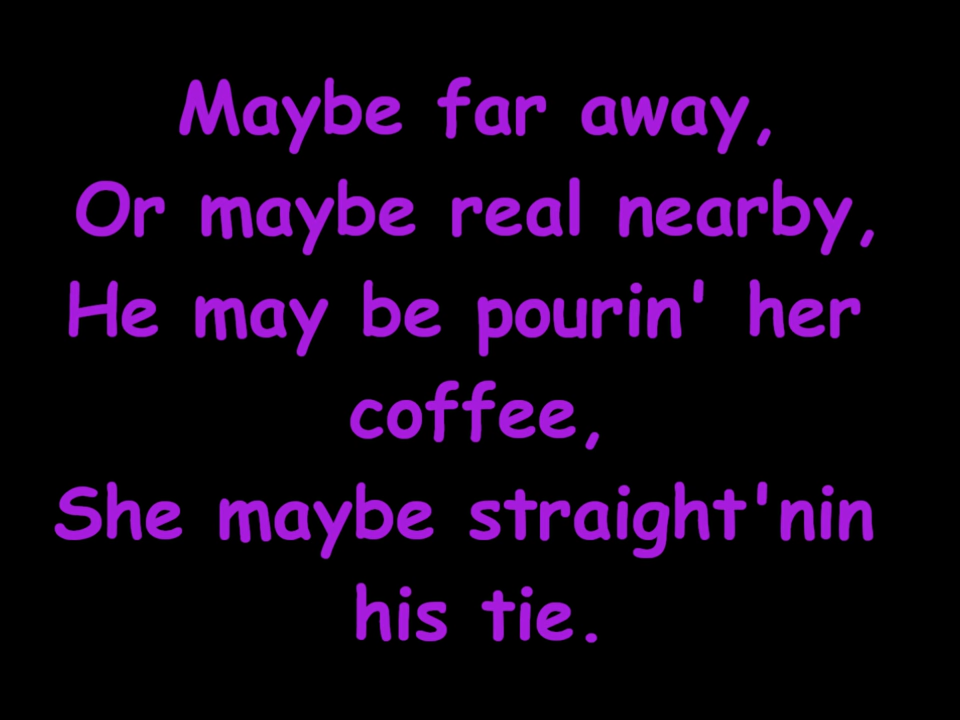 Maybe far away,
Or maybe real nearby,
He may be pourin' her
coffee,
She maybe straight'nin
his tie.